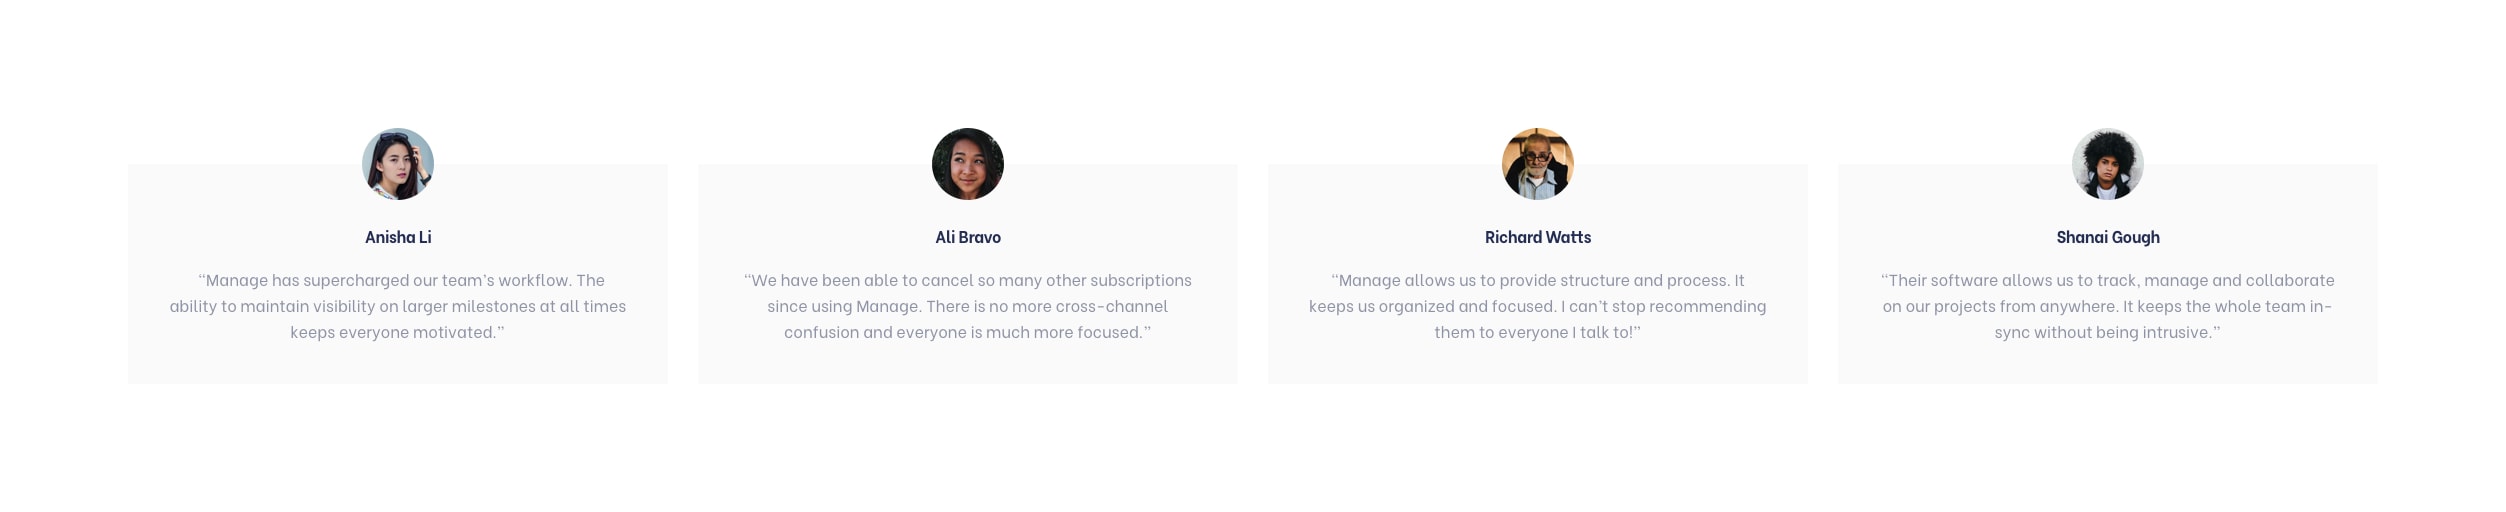 Anisha Li
“Manage has supercharged our team’s workflow. The
ability to maintain visibility on larger milestones at all times
keeps everyone motivated.”
Ali Bravo
“We have been able to cancel so many other subscriptions
since using Manage. There is no more cross-channel
confusion and everyone is much more focused.”
Richard Watts
“Manage allows us to provide structure and process. It
keeps us organized and focused. I can’t stop recommending
them to everyone I talk to!”
Shanai Gough
“Their software allows us to track, manage and collaborate
on our projects from anywhere. It keeps the whole team in-
sync without being intrusive.”